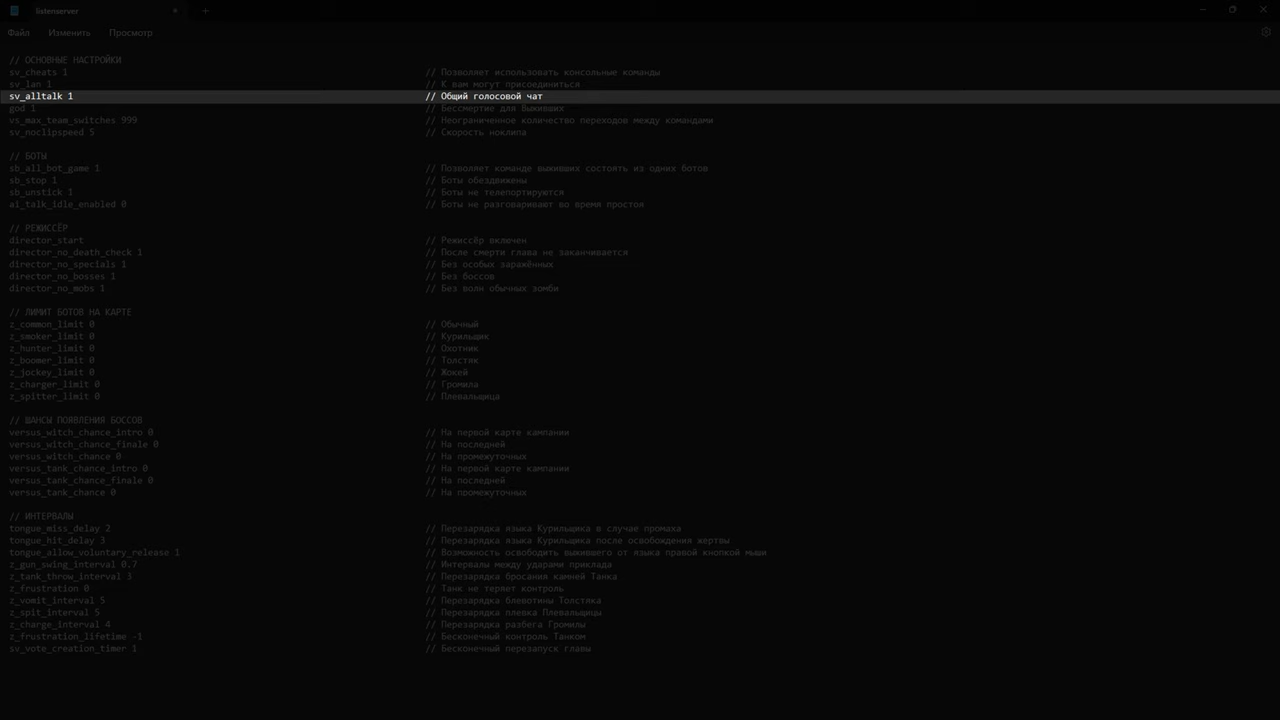 listenserver
Файл Изменить Просмотр
// ОСНОВНЫЕ НАСТРОЙКИ
sv_cheats 1 // Позволяет использовать консольные команды
sv_lan 1 // К вам могут присоединиться
sv_alltalk 1 // Общий голосовой чат
god 1 // Бессмертие для Выживших
vs_max_team_switches 999 // Неограниченное количество переходов между командами
sv_noclipspeed 5 // Скорость ноклипа
// БОТЫ
sb_all_bot_game 1 // Позволяет команде выживших состоять из одних ботов
sb_stop 1 // Боты обездвижены
sb_unstick 1 // Боты не телепортируются
ai_talk_idle_enabled 0 // Боты не разговаривают во время простоя
// РЕЖИССЁР
director_start // Режиссёр включен
director_no_death_check 1 // После смерти глава не заканчивается
director_no_specials 1 // Без особых заражённых
director_no_bosses 1 // Без боссов
director_no_mobs 1 // Без волн обычных зомби
// ЛИМИТ БОТОВ НА КАРТЕ
z_common_limit 0 // Обычный
z_smoker_limit 0 // Курильщик
z_hunter_limit 0 // Охотник
z_boomer_limit 0 // Толстяк
z_jockey_limit 0 // Жокей
z_charger_limit 0 // Громила
z_spitter_limit 0 // Плевальщица
// ШАНСЫ ПОЯВЛЕНИЯ БОССОВ
versus_witch_chance_intro 0 // На первой карте кампании
versus_witch_chance_finale 0 // На последней
versus_witch_chance 0 // На промежуточных
versus_tank_chance_intro 0 // На первой карте кампании
versus_tank_chance_finale 0 // На последней
versus_tank_chance 0 // На промежуточных
// ИНТЕРВАЛЫ
tongue_miss_delay 2 // Перезарядка языка Курильщика в случае промаха
tongue_hit_delay 3 // Перезарядка языка Курильщика после освобождения жертвы
tongue_allow_voluntary_release 1 // Возможность освободить выжившего от языка правой кнопкой мыши
z_gun_swing_interval 0.7 // Интервалы между ударами приклада
z_tank_throw_interval 3 // Перезарядка бросания камней Танка
z_frustration 0 // Танк не теряет контроль
z_vomit_interval 5 // Перезарядка блевотины Толстяка
z_spit_interval 5 // Перезарядка плевка Плевальщицы
z_charge_interval 4 // Перезарядка разбега Громилы
z_frustration_lifetime -1 // Бесконечный контроль Танком
sv_vote_creation_timer 1 // Бесконечный перезапуск главы